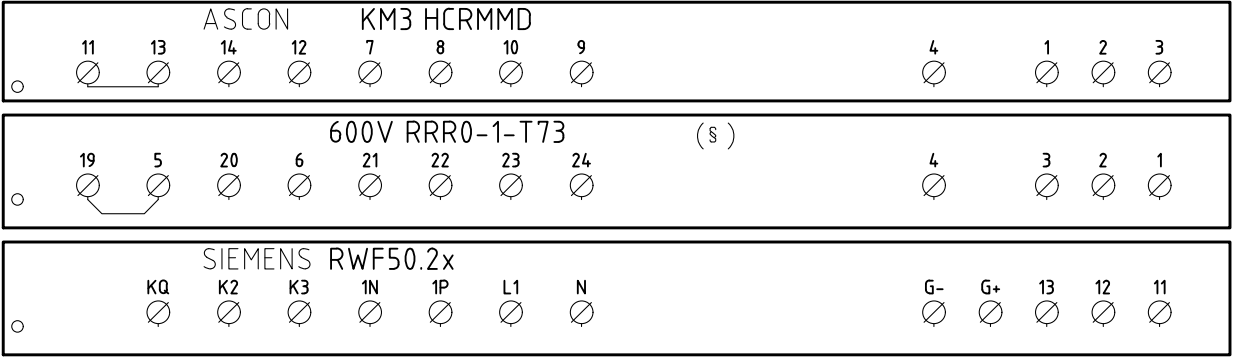 ASCON KM3 HCRMMD
11 13 14 12 7 8 10 9 4 1 2 3
600V RRR0-1-T73 (§)
19 5 20 6 21 22 23 24 4 3 2 1
SIEMENS RWF50.2x
KQ K2 K3 1N 1P L1 N G- G+ 13 12 11